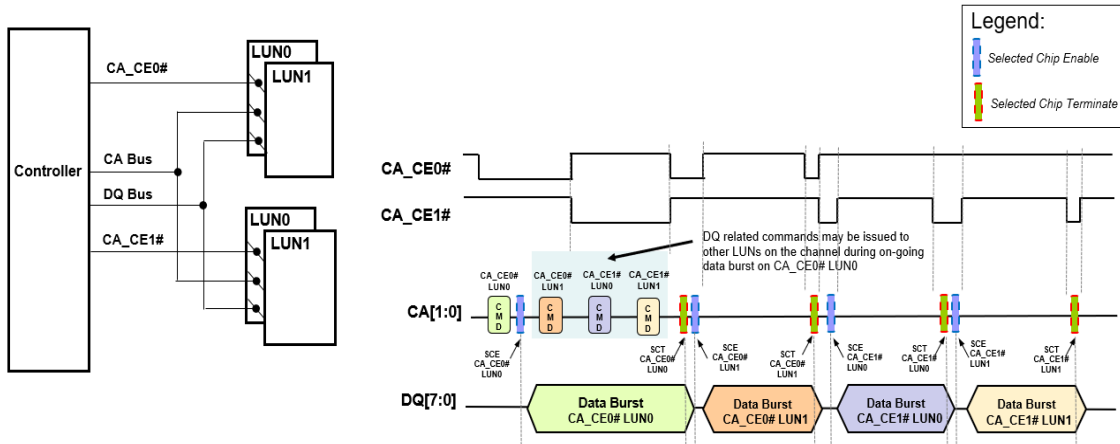 Controller
CA_CE0#
CA Bus
DQ Bus
CA_CE1#
LUN0
LUN1
LUN0
LUN1
Legend:
Selected Chip Enable
Selected Chip Terminate
CA_CE0#
CA_CE1#
DQ related commands may be issued to
other LUNs on the channel during on-going
data burst on CA_CE0# LUN0
CA_CE0#
LUN0
CA_CE0#
LUN1
CA_CE1#
LUN0
CA_CE1#
LUN1
CA[1:0]
C
M
D
C
M
D
C
M
D
C
M
D
SCE
CA_CE0#
LUN0
SCT
CA_CE0#
LUN0
SCE
CA_CE0#
LUN1
SCT
CA_CE0#
LUN1
SCE
CA_CE1#
LUN0
SCT
CA_CE1#
LUN0
SCE
CA_CE1#
LUN1
SCT
CA_CE1#
LUN1
DQ[7:0]
Data Burst
CA_CE0# LUN0
Data Burst
CA_CE0# LUN1
Data Burst
CA_CE1# LUN0
Data Burst
CA_CE1# LUN1